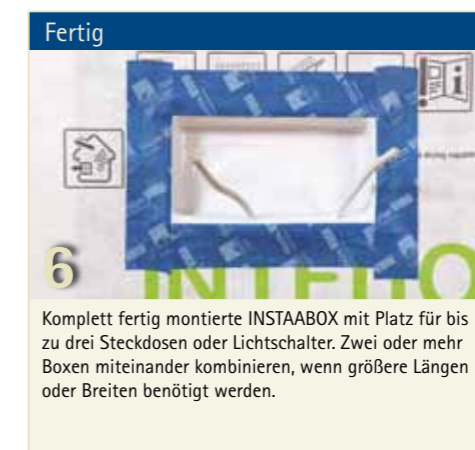 Fertig
6
Komplett fertig montierte INSTAABOX mit Platz für bis
zu drei Steckdosen oder Lichtschalter. Zwei oder mehr
Boxen miteinander kombinieren, wenn größere Längen
oder Breiten benötigt werden.